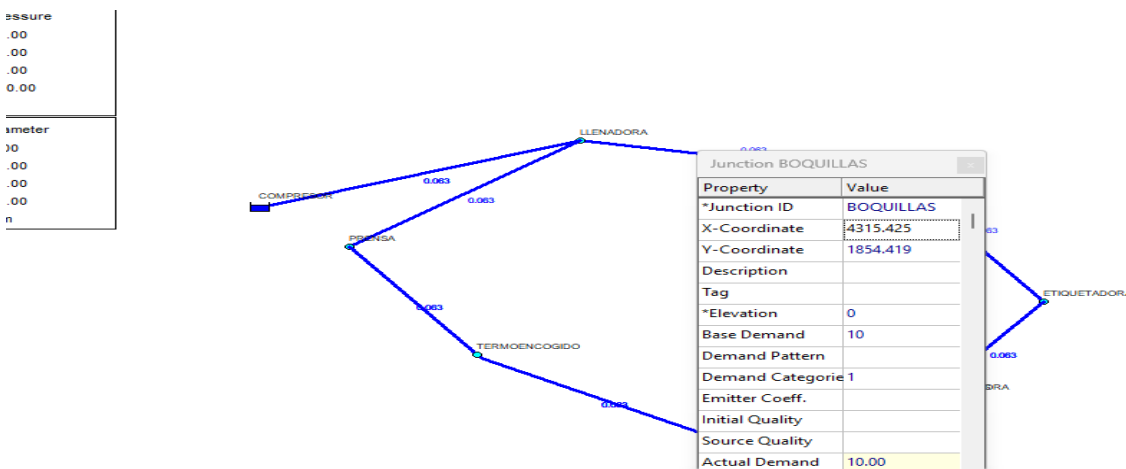 essure
.00
.00
.00
0.00
ameter
00
.00
.00
.00
n
LLENADORA
0.063
COMPRESOR
0.063
0.063
PRENSA
0.063
TERMOENCOGIDO
0.063
Junction BOQUILLAS
Property Value
*Junction ID BOQUILLAS
X-Coordinate 4315.425
Y-Coordinate 1854.419
Description
Tag
*Elevation 0
Base Demand 10
Demand Pattern
Demand Categorie 1
Emitter Coeff.
Initial Quality
Source Quality
Actual Demand 10.00
63
ETIQUETADORA
0.063
DRA